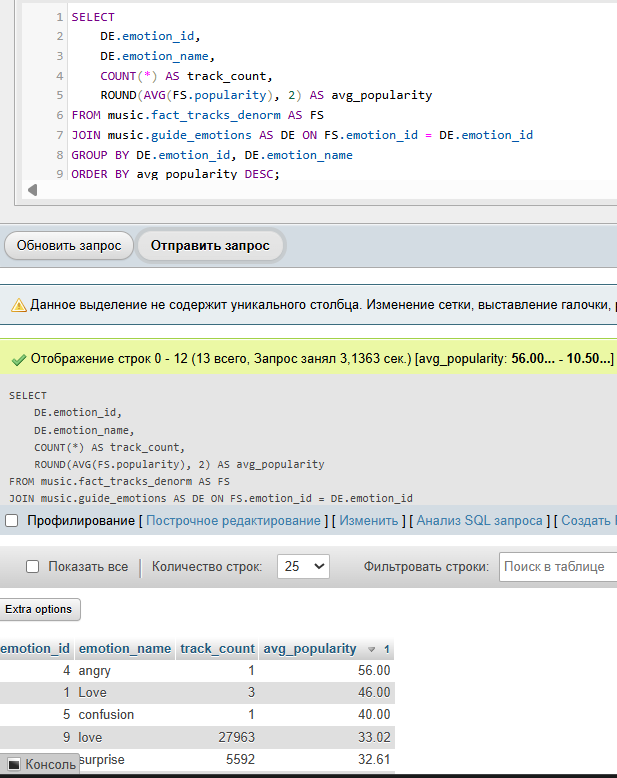 1 SELECT
2 DE.emotion_id,
3 DE.emotion_name,
4 COUNT(*) AS track_count,
5 ROUND(AVG(FS.popularity), 2) AS avg_popularity
6 FROM music.fact_tracks_denorm AS FS
7 JOIN music.guide_emotions AS DE ON FS.emotion_id = DE.emotion_id
8 GROUP BY DE.emotion_id, DE.emotion_name
9 ORDER BY avg_popularity DESC;
Обновить запрос Отправить запрос
Данное выделение не содержит уникального столбца. Изменение сетки, выставление галочки,
Отображение строк 0 - 12 (13 всего, Запрос занял 3,1363 сек.) [avg_popularity: 56.00... - 10.50...]
SELECT
DE.emotion_id,
DE.emotion_name,
COUNT(*) AS track_count,
ROUND(AVG(FS.popularity), 2) AS avg_popularity
FROM music.fact_tracks_denorm AS FS
JOIN music.guide_emotions AS DE ON FS.emotion_id = DE.emotion_id
Профилирование [ Построчное редактирование ] [ Изменить ] [ Анализ SQL запроса ] [ Создать
Показать все Количество строк: 25 Фильтровать строки: Поиск в таблице
Extra options
emotion_id emotion_name track_count avg_popularity 1
4 angry 1 56.00
1 Love 3 46.00
5 confusion 1 40.00
9 love 27963 33.02
surprise 5592 32.61
Консоль